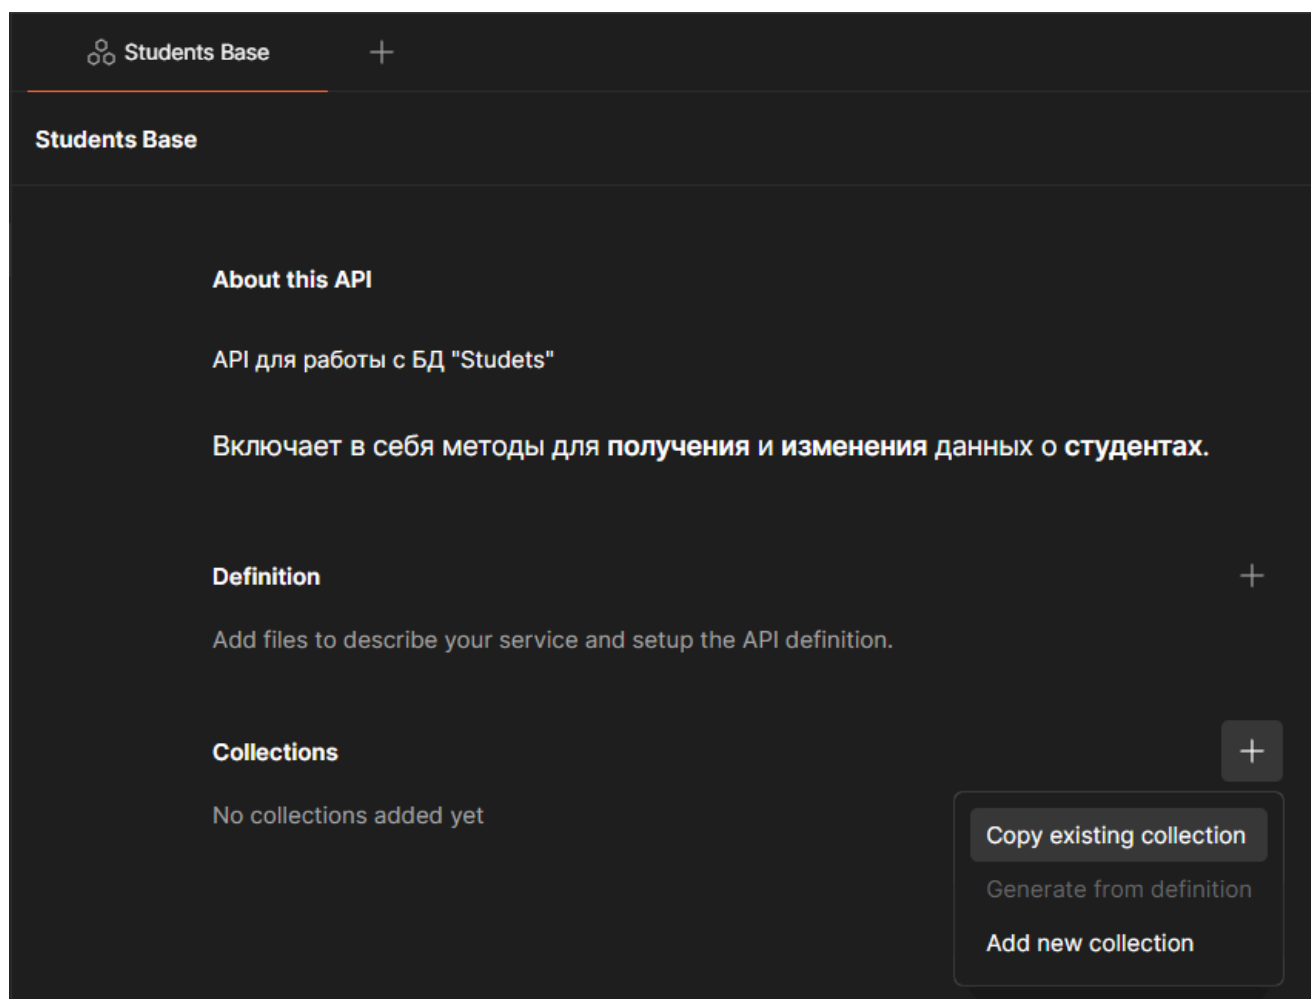 Students Base
Students Base
About this API
API для работы с БД "Studets"
Включает в себя методы для получения и изменения данных о студентах.
Definition
Add files to describe your service and setup the API definition.
Collections
No collections added yet
Copy existing collection
Generate from definition
Add new collection